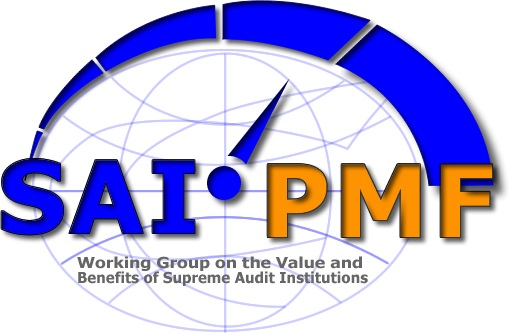 SAI PMF
Working Group on the Value and
Benefits of Supreme Audit Institutions